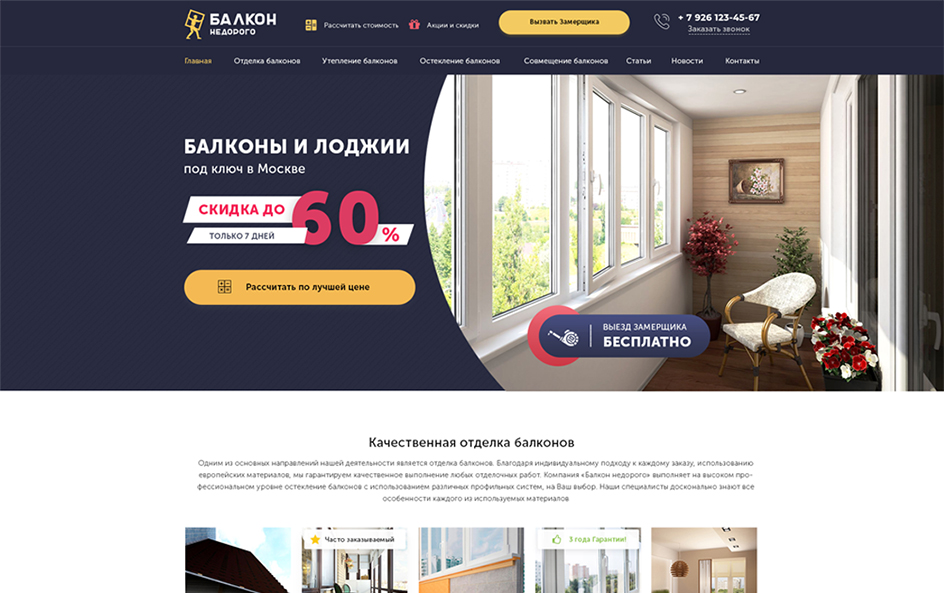 БАЛКОН
НЕДОРОГО
Рассчитать стоимость
Акции и скидки
Вызвать Замерщика
+ 7 926 123-45-67
Заказать звонок
Главная Отделка балконов Утепление балконов Остекление балконов Совмещение балконов Статьи Новости Контакты
БАЛКОНЫ И ЛОДЖИИ
под ключ в Москве
СКИДКА ДО 60 %
ТОЛЬКО 7 ДНЕЙ
Рассчитать по лучшей цене
ВЫЕЗД ЗАМЕРЩИКА
БЕСПЛАТНО
Качественная отделка балконов
Одним из основных направлений нашей деятельности является отделка балконов. Благодаря индивидуальному подходу к каждому заказу, использованию
европейских материалов, мы гарантируем качественное выполнение любых отделочных работ. Компания «Балкон недорого» выполняет на высоком про-
фессиональном уровне остекление балконов с использованием различных профильных систем, на Ваш выбор. Наши специалисты досконально знают все
особенности каждого из используемых материалов
Часто заказываемый
3 года Гарантии!